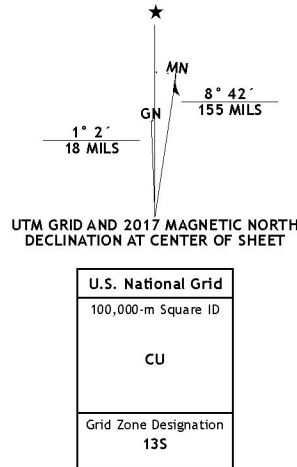 ★
MN
8° 42´
155 MILS
GN
1° 2´
18 MILS
UTM GRID AND 2017 MAGNETIC NORTH
DECLINATION AT CENTER OF SHEET
U.S. National Grid
100,000-m Square ID
CU
Grid Zone Designation
13S